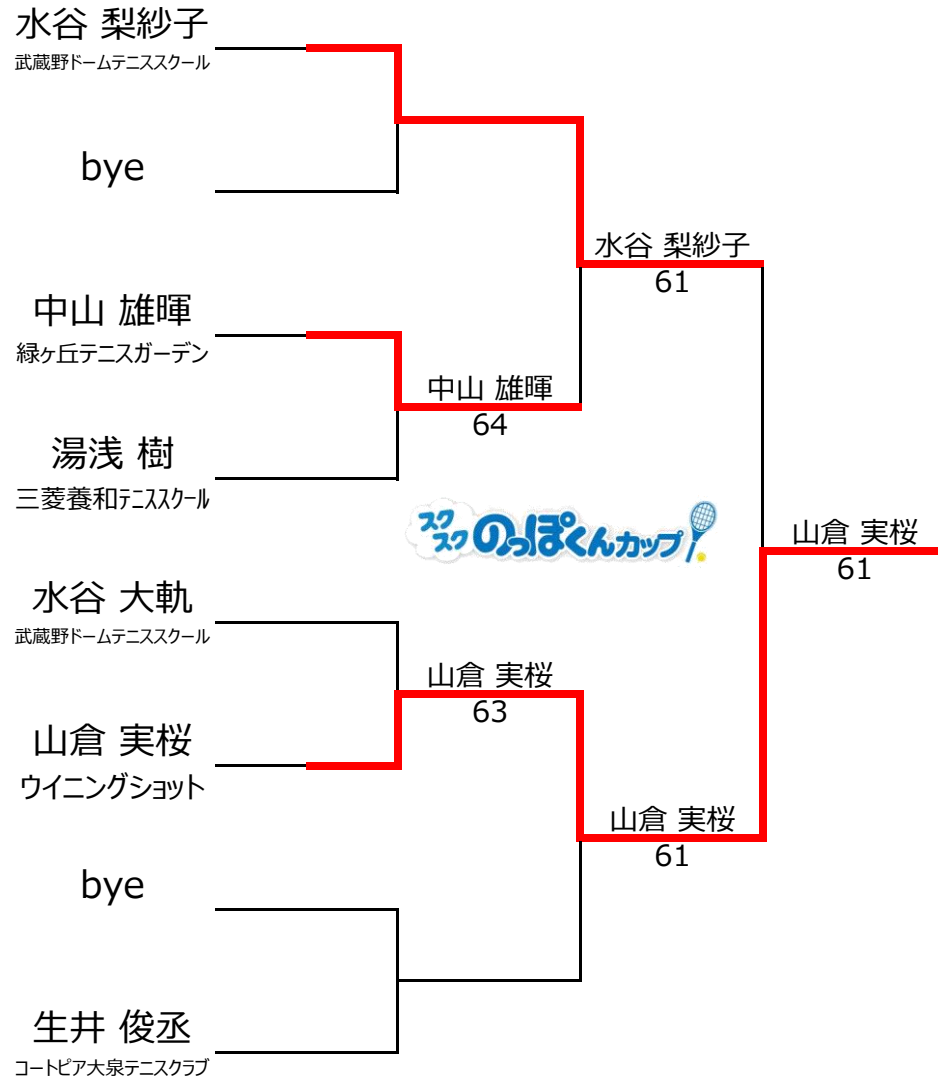 水谷 梨紗子
武蔵野ドームテニススクール
bye
水谷 梨紗子
61
中山 雄暉
緑ヶ丘テニスガーデン
中山 雄暉
64
湯浅 樹
三菱養和テニススクール
スクスク のっぽくんカップ
山倉 実桜
61
水谷 大軌
武蔵野ドームテニススクール
山倉 実桜
63
山倉 実桜
ウイニングショット
山倉 実桜
61
bye
生井 俊丞
コートピア大泉テニスクラブ